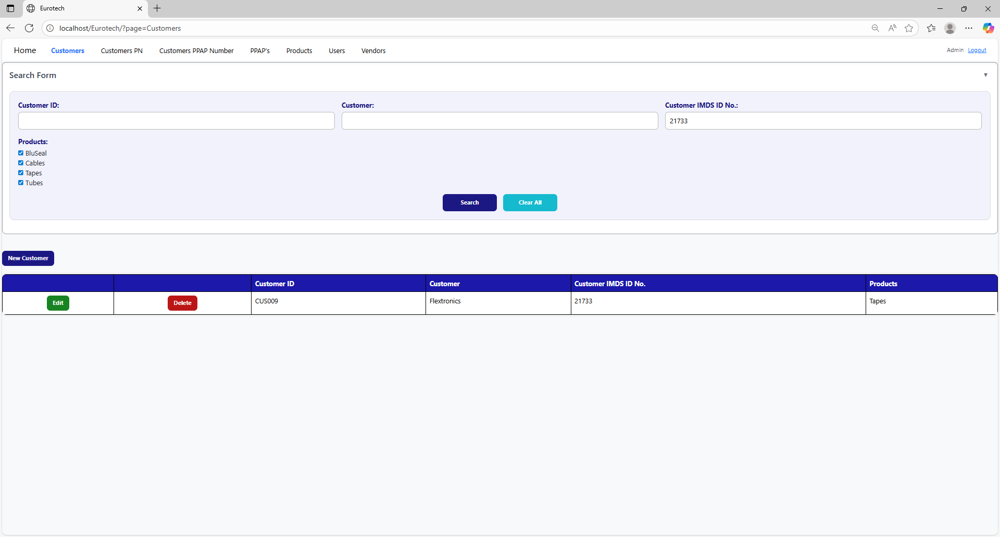 Eurotech
localhost/Eurotech/?page=Customers
Home Customers Customers PN Customers PPAP Number PPAP's Products Users Vendors Admin Logout
Search Form
Customer ID: Customer: Customer IMDS ID No.:
21733
Products:
BluSeal
Cables
Tapes
Tubes
Search Clear All
New Customer
Customer ID Customer Customer IMDS ID No. Products
Edit Delete CUS009 Flextronics 21733 Tapes